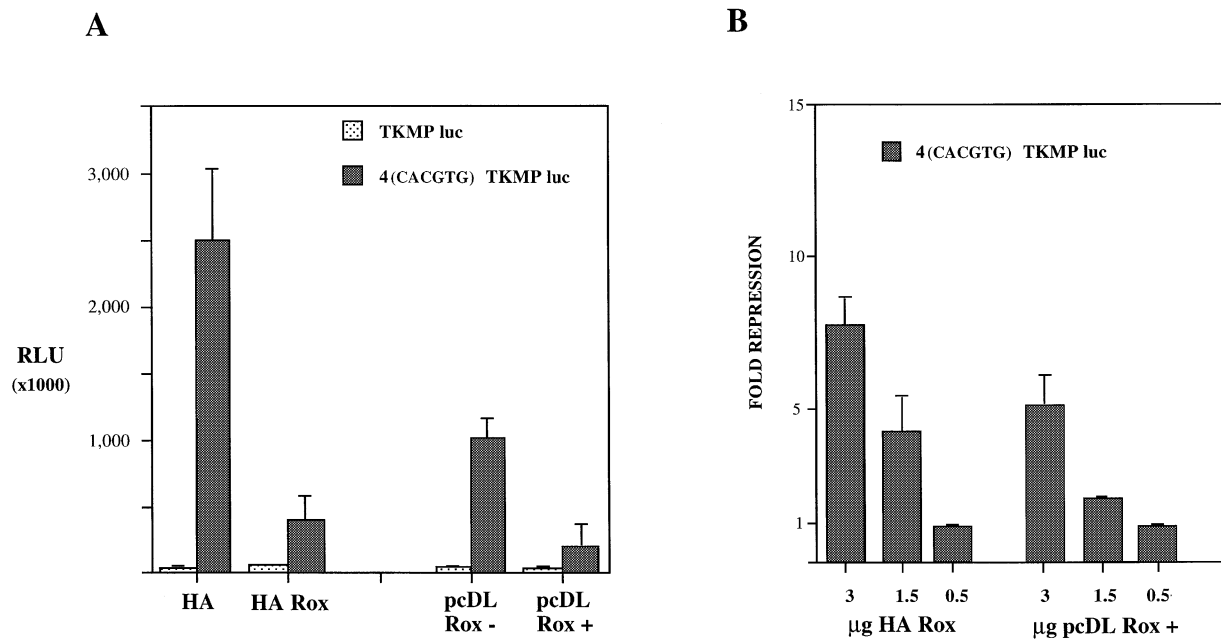 A
TKMP luc
4 (CACGTG) TKMP luc
3,000
2,000
1,000
RLU
(x1000)
HA
HA Rox
pcDL
Rox -
pcDL
Rox +
B
4 (CACGTG) TKMP luc
15
10
5
1
FOLD REPRESSION
3 1.5 0.5 3 1.5 0.5
µg HA Rox µg pcDL Rox +